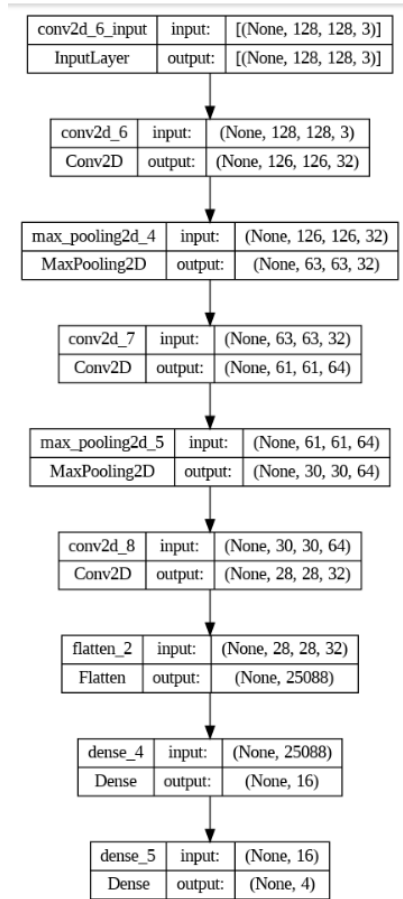 conv2d_6_input input: [(None, 128, 128, 3)]
InputLayer output: [(None, 128, 128, 3)]
conv2d_6 input: (None, 128, 128, 3)
Conv2D output: (None, 126, 126, 32)
max_pooling2d_4 input: (None, 126, 126, 32)
MaxPooling2D output: (None, 63, 63, 32)
conv2d_7 input: (None, 63, 63, 32)
Conv2D output: (None, 61, 61, 64)
max_pooling2d_5 input: (None, 61, 61, 64)
MaxPooling2D output: (None, 30, 30, 64)
conv2d_8 input: (None, 30, 30, 64)
Conv2D output: (None, 28, 28, 32)
flatten_2 input: (None, 28, 28, 32)
Flatten output: (None, 25088)
dense_4 input: (None, 25088)
Dense output: (None, 16)
dense_5 input: (None, 16)
Dense output: (None, 4)